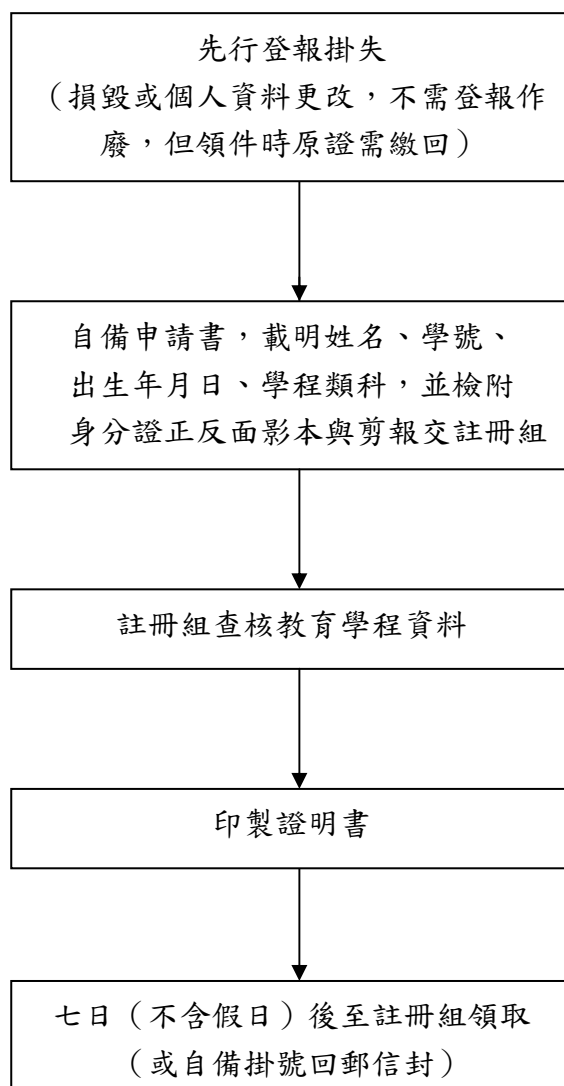 先行登報掛失
（損毀或個人資料更改，不需登報作
廢，但領件時原證需繳回）
自備申請書，載明姓名、學號、
出生年月日、學程類科，並檢附
身分證正反面影本與剪報交註冊組
註冊組查核教育學程資料
印製證明書
七日（不含假日）後至註冊組領取
（或自備掛號回郵信封）